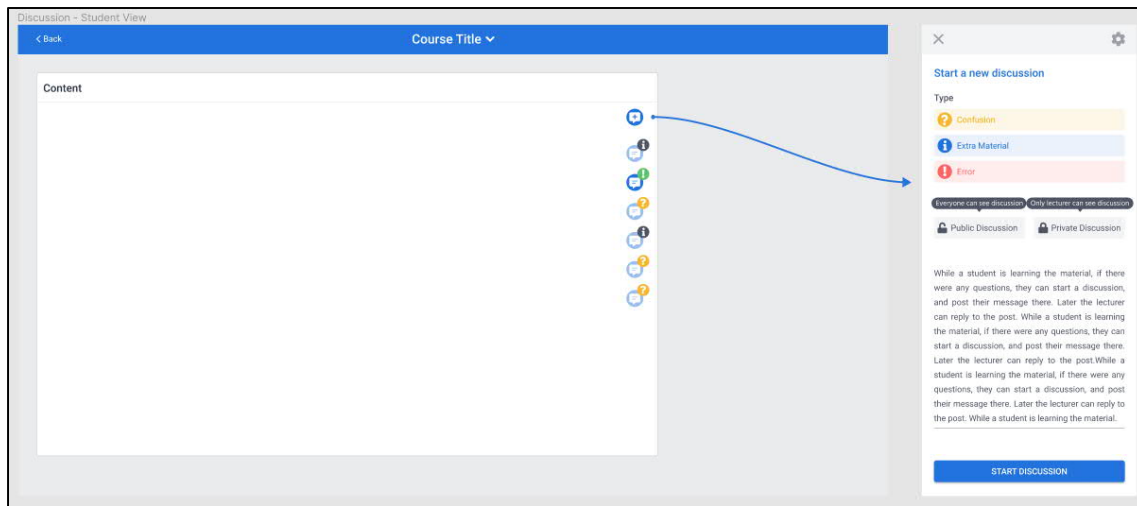 Discussion - Student View
Back
Course Title
Content
Start a new discussion
Type
Confusion
Extra Material
Error
Everyone can see discussion Only lecturer can see discussion
Public Discussion Private Discussion
While a student is learning the material, if there
were any questions, they can start a discussion,
and post their message there. Later the lecturer
can reply to the post. While a student is learning
the material, if there were any questions, they can
start a discussion, and post their message there.
Later the lecturer can reply to the post.While a
student is learning the material, if there were any
questions, they can start a discussion, and post
their message there. Later the lecturer can reply to
the post. While a student is learning the material.
START DISCUSSION